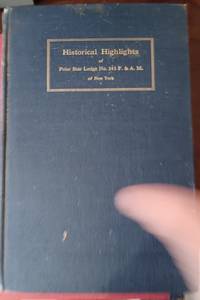 Historical Highlights
of
Polar Star Lodge No. 245 F. & A. M.
of New York